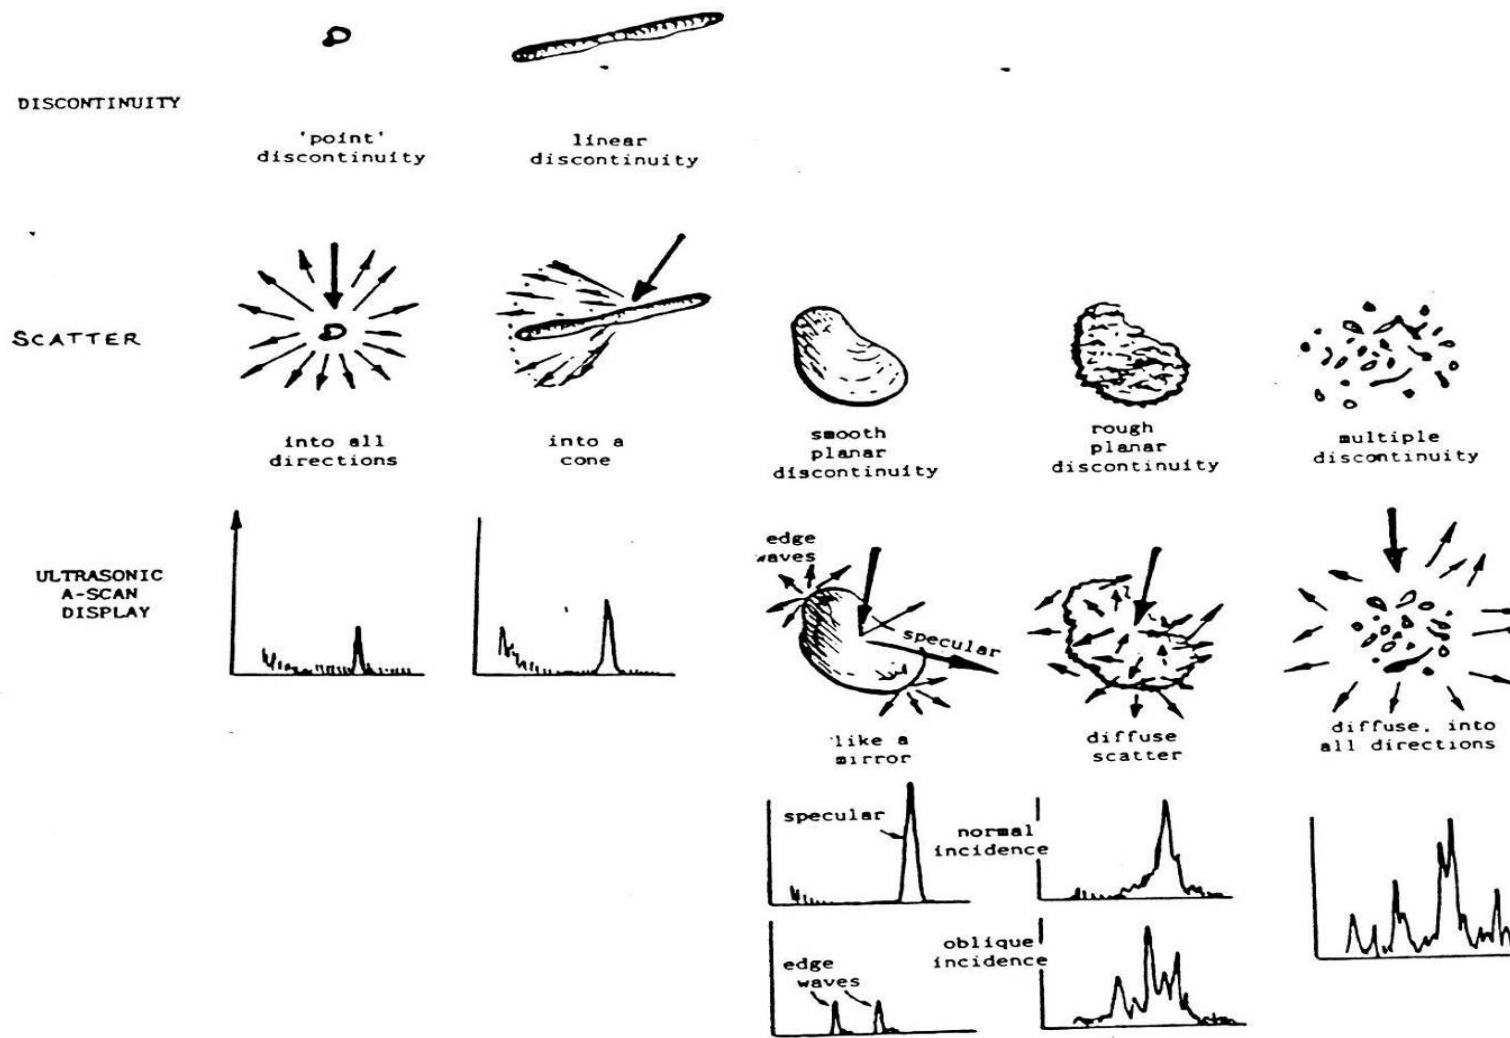 DISCONTINUITY
'point'
discontinuity
linear
discontinuity
SCATTER
into all
directions
into a
cone
smooth
planar
discontinuity
rough
planar
discontinuity
multiple
discontinuity
ULTRASONIC
A-SCAN
DISPLAY
edge
waves
specular
like a
mirror
diffuse
scatter
diffuse, into
all directions
specular
normal
incidence
oblique
incidence
edge
waves